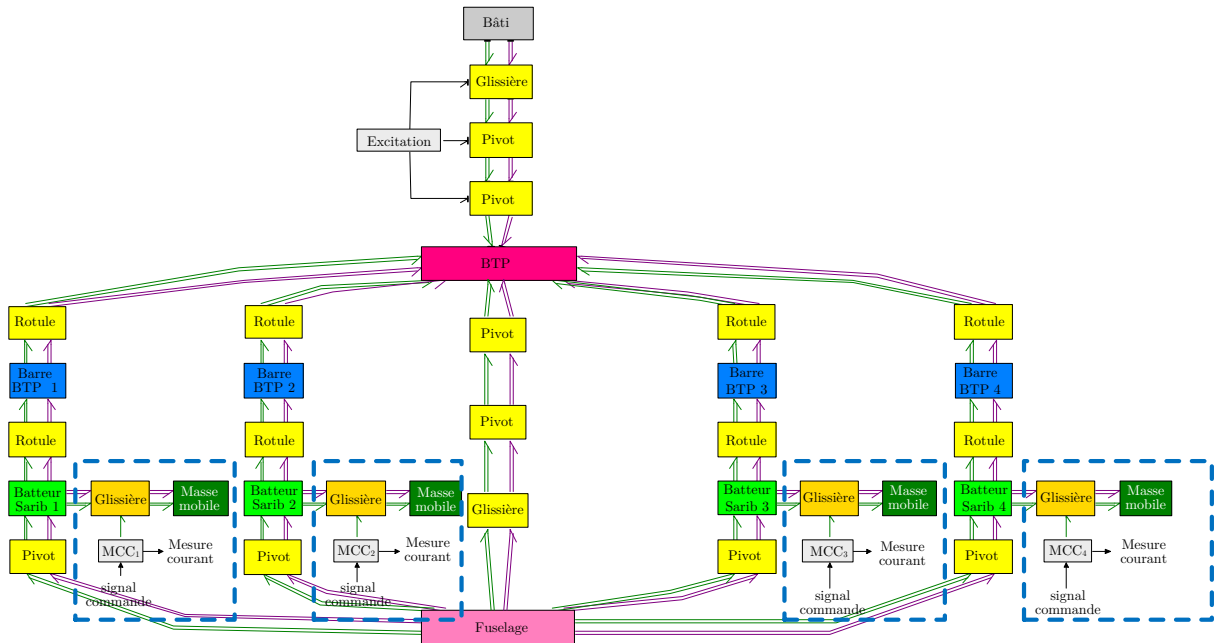 Bâti
Glissière
Excitation
Pivot
Pivot
BTP
Rotule
Rotule
Pivot
Rotule
Rotule
Barre
BTP 1
Barre
BTP 2
Barre
BTP 3
Barre
BTP 4
Rotule
Rotule
Pivot
Rotule
Rotule
Batteur
Sarib 1
Glissière
Masse
mobile
Batteur
Sarib 2
Glissière
Masse
mobile
Glissière
Batteur
Sarib 3
Glissière
Masse
mobile
Batteur
Sarib 4
Glissière
Masse
mobile
Pivot
MCC₁
Mesure
courant
Pivot
MCC₂
Mesure
courant
Pivot
MCC₃
Mesure
courant
Pivot
MCC₄
Mesure
courant
signal
commande
signal
commande
signal
commande
signal
commande
Fuselage